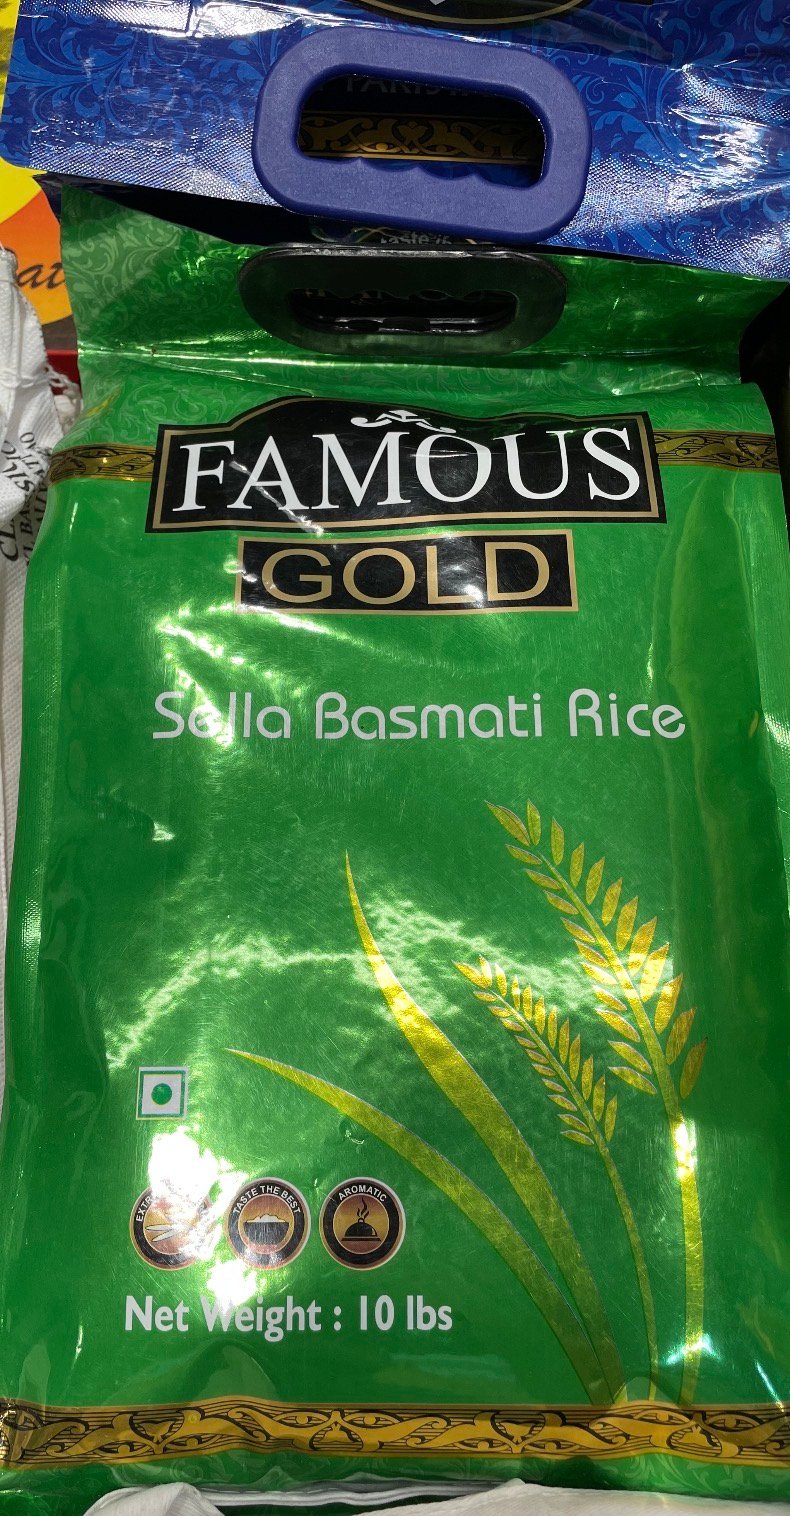 FAMOUS
GOLD
Sella Basmati Rice
TASTE THE BEST
AROMATIC
Net Weight : 10 lbs